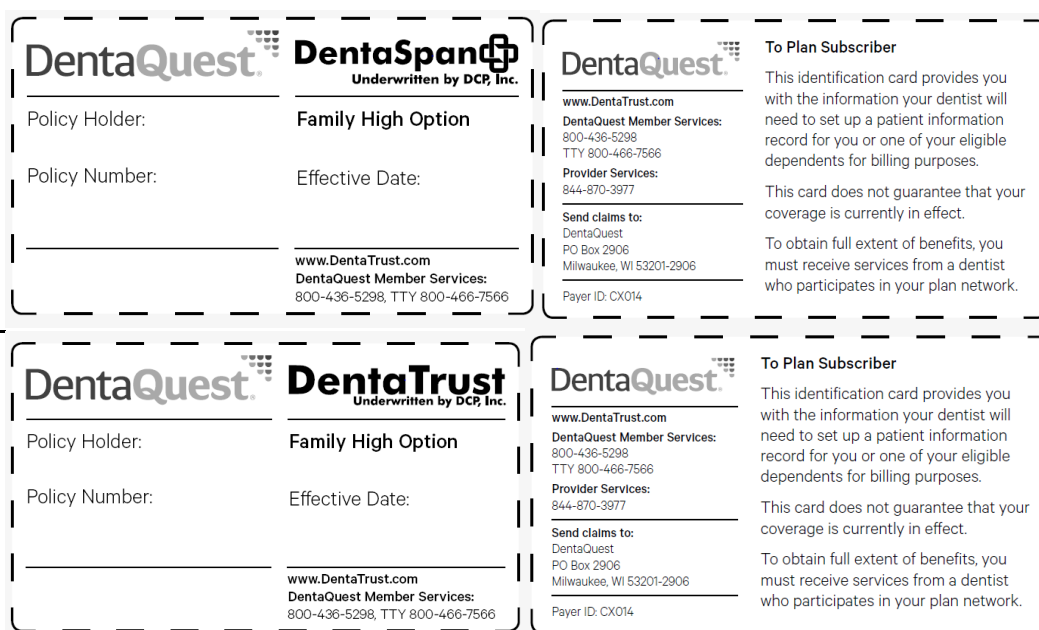 DentaQuest.
DentaSpan
Underwritten by DCP, Inc.
Policy Holder:
Family High Option
Policy Number:
Effective Date:
www.DentaTrust.com
DentaQuest Member Services:
800-436-5298, TTY 800-466-7566
DentaQuest.
www.DentaTrust.com
DentaQuest Member Services:
800-436-5298
TTY 800-466-7566
Provider Services:
844-870-3977
Send claims to:
DentaQuest
PO Box 2906
Milwaukee, WI 53201-2906
Payer ID: CX014
To Plan Subscriber
This identification card provides you
with the information your dentist will
need to set up a patient information
record for you or one of your eligible
dependents for billing purposes.
This card does not guarantee that your
coverage is currently in effect.
To obtain full extent of benefits, you
must receive services from a dentist
who participates in your plan network.
DentaQuest.
DentaTrust
Underwritten by DCP, Inc.
Policy Holder:
Family High Option
Policy Number:
Effective Date:
www.DentaTrust.com
DentaQuest Member Services:
800-436-5298, TTY 800-466-7566
DentaQuest.
www.DentaTrust.com
DentaQuest Member Services:
800-436-5298
TTY 800-466-7566
Provider Services:
844-870-3977
Send claims to:
DentaQuest
PO Box 2906
Milwaukee, WI 53201-2906
Payer ID: CX014
To Plan Subscriber
This identification card provides you
with the information your dentist will
need to set up a patient information
record for you or one of your eligible
dependents for billing purposes.
This card does not guarantee that your
coverage is currently in effect.
To obtain full extent of benefits, you
must receive services from a dentist
who participates in your plan network.